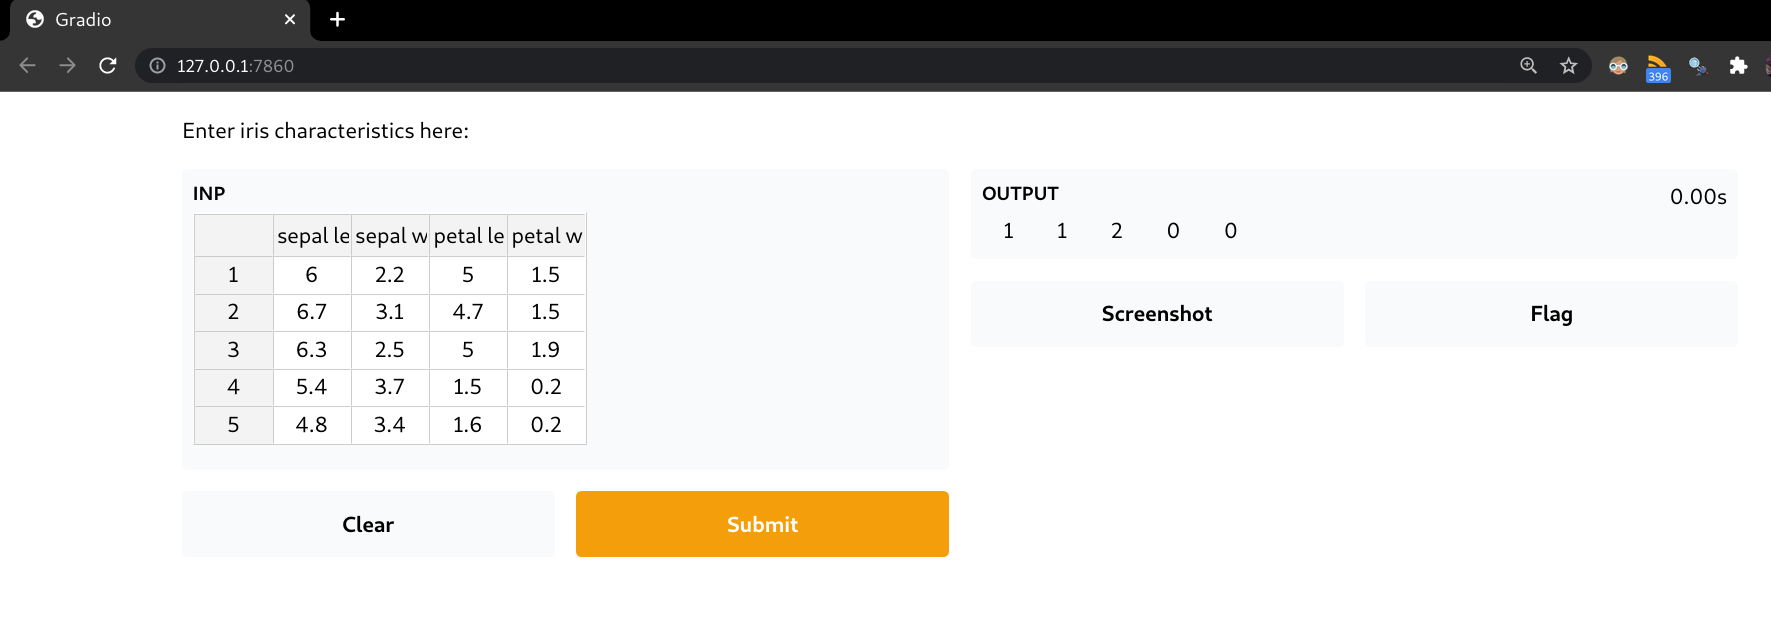 Gradio
127.0.0.1:7860
396
Enter iris characteristics here:
INP
sepal le sepal w petal le petal w
1 6 2.2 5 1.5
2 6.7 3.1 4.7 1.5
3 6.3 2.5 5 1.9
4 5.4 3.7 1.5 0.2
5 4.8 3.4 1.6 0.2
Clear Submit
OUTPUT 0.00s
1 1 2 0 0
Screenshot Flag